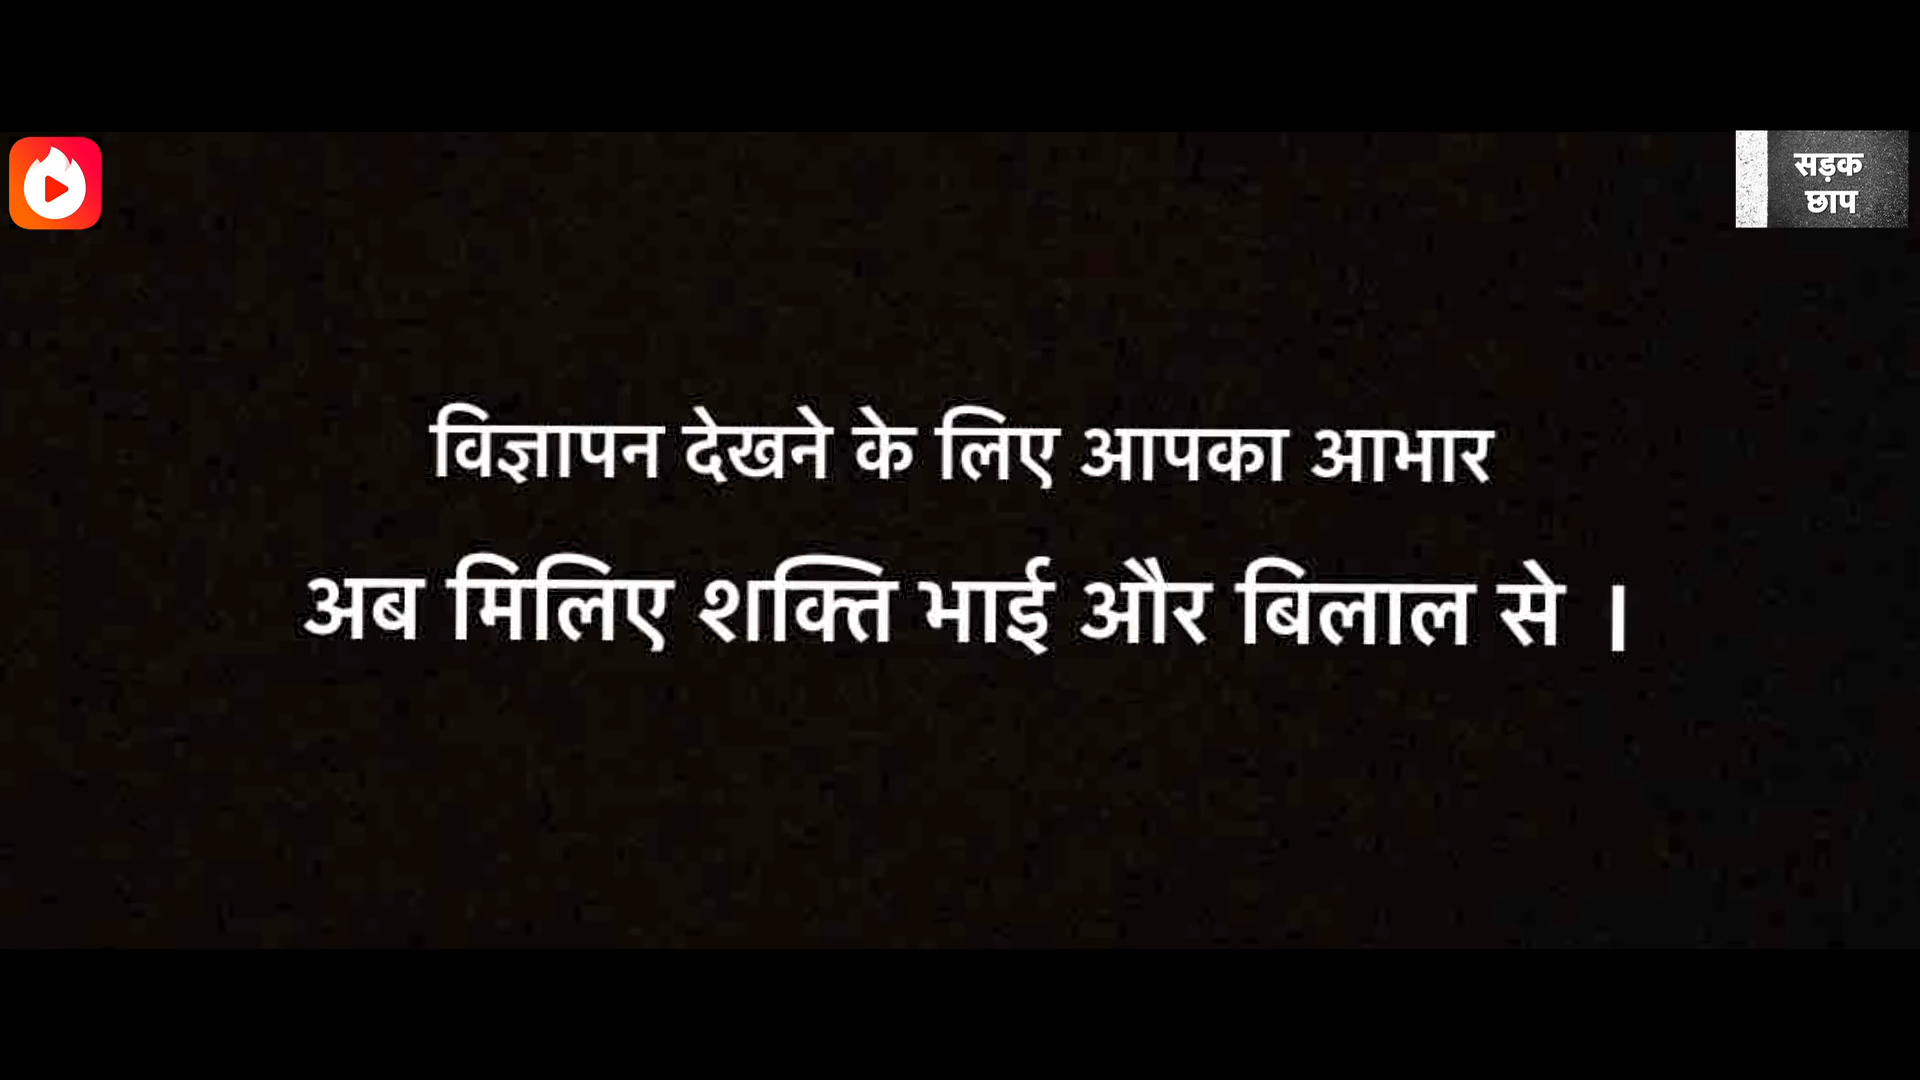 सड़क
छाप
विज्ञापन देखने के लिए आपका आभार
अब मिलिए शक्ति भाई और बिलाल से ।